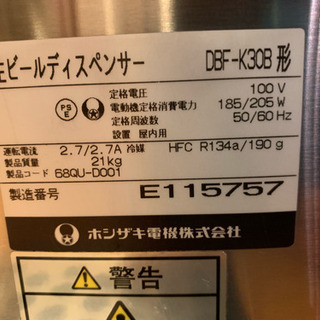 生ビールディスペンサー DBF-K30B 形
定格電圧 100 V
電動機定格消費電力 185/205 W
定格周波数 50/60 Hz
設置 屋内用
運転電流 2.7/2.7A 冷媒 HFC R134a/190 g
製品質量 21kg
製品コード 68QU-D001
製造番号 E115757
ホシザキ電機株式会社
警告
PS
E